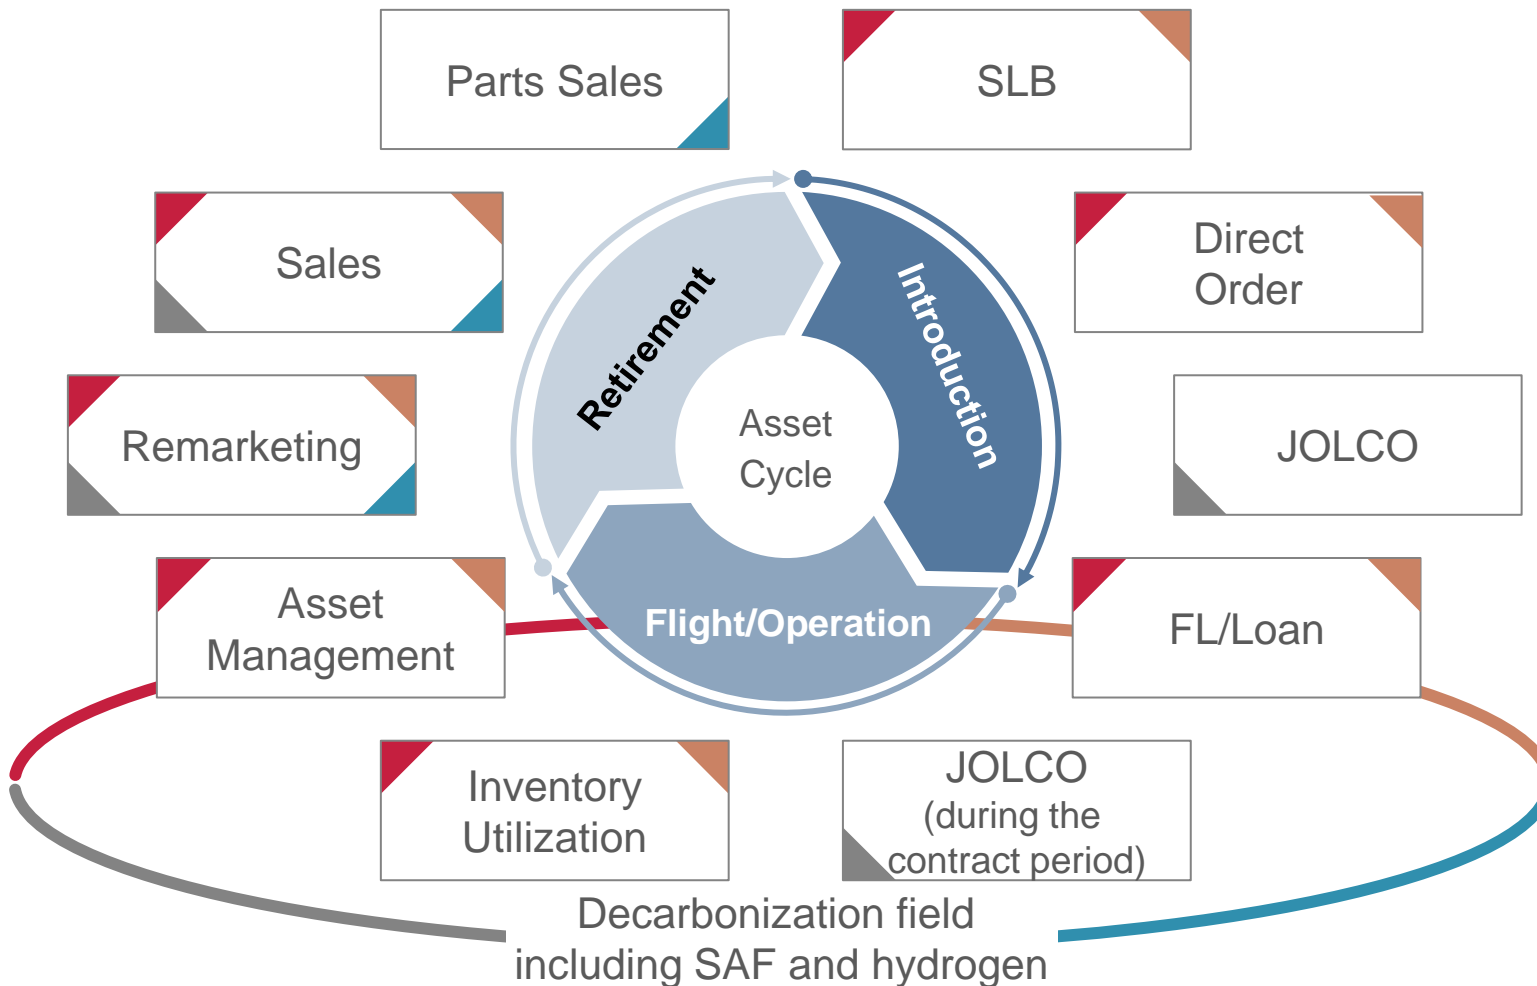 Parts Sales
SLB
Sales
Direct
Order
Retirement
Introduction
Remarketing
Asset
Cycle
JOLCO
Asset
Management
Flight/Operation
FL/Loan
Inventory
Utilization
JOLCO
(during the
contract period)
Decarbonization field
including SAF and hydrogen